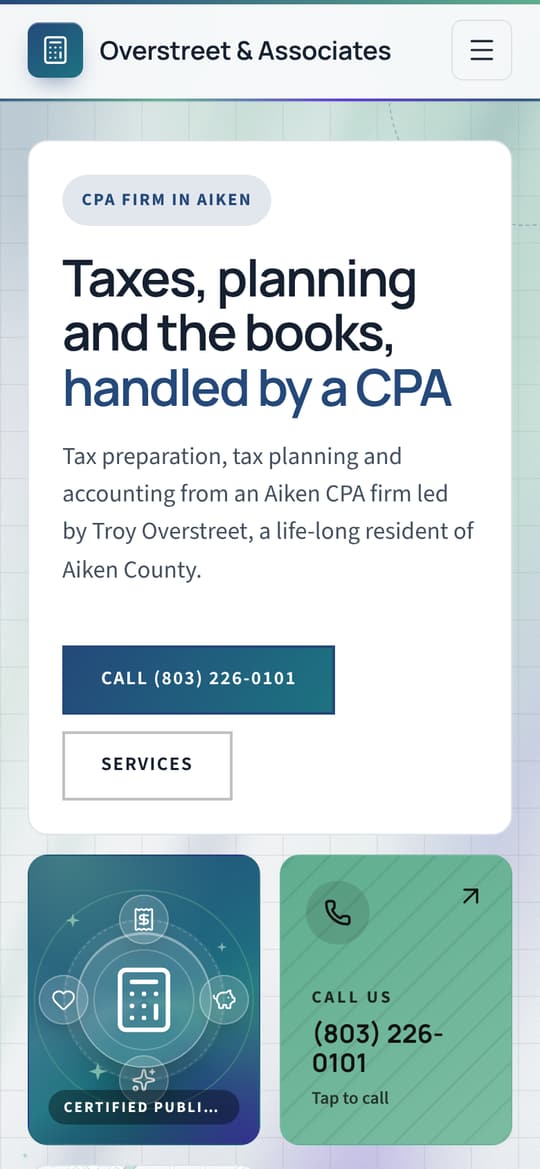 Overstreet & Associates
CPA FIRM IN AIKEN
Taxes, planning
and the books,
handled by a CPA
Tax preparation, tax planning and
accounting from an Aiken CPA firm led
by Troy Overstreet, a life-long resident of
Aiken County.
CALL (803) 226-0101
SERVICES
CERTIFIED PUBLI...
CALL US
(803) 226-
0101
Tap to call